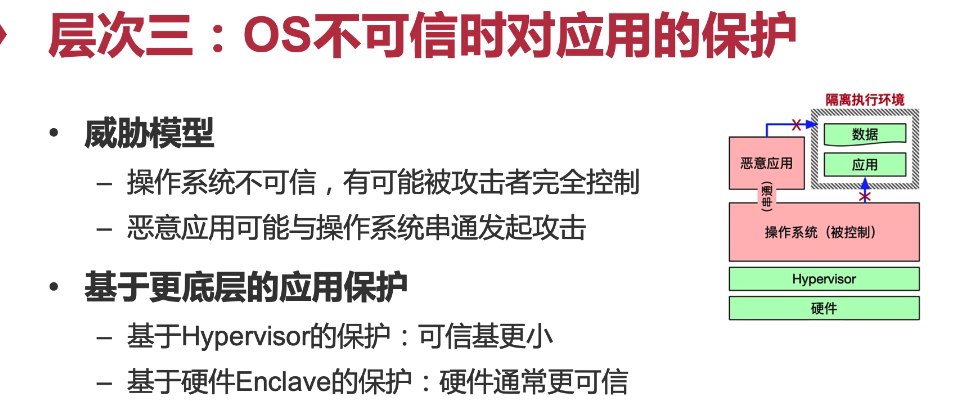 层次三：OS不可信时对应用的保护
• 威胁模型
– 操作系统不可信，有可能被攻击者完全控制
– 恶意应用可能与操作系统串通发起攻击
• 基于更底层的应用保护
– 基于Hypervisor的保护：可信基更小
– 基于硬件Enclave的保护：硬件通常更可信
隔离执行环境
数据
恶意应用
应用
（串通）
操作系统（被控制）
Hypervisor
硬件